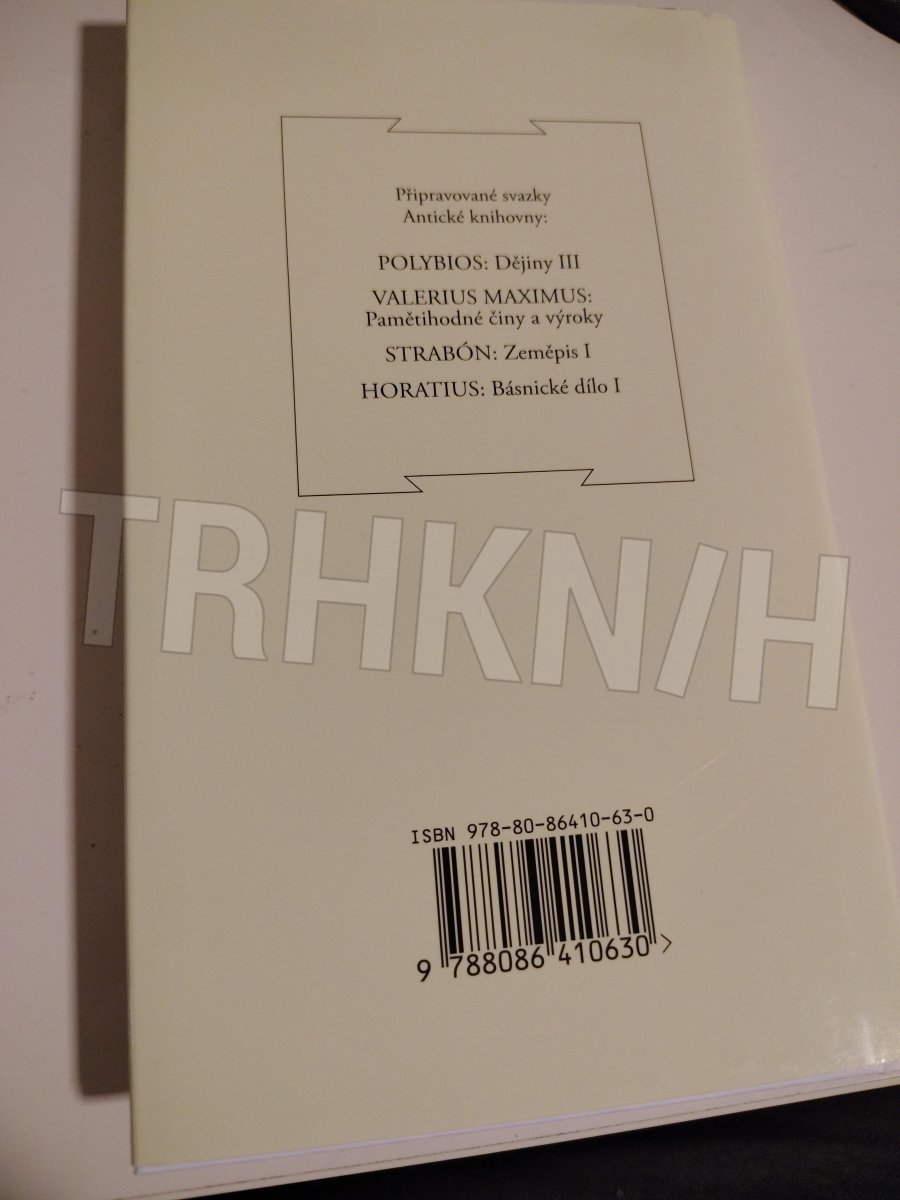 Připravované svazky
Antické knihovny:
POLYBIOS: Dějiny III
VALERIUS MAXIMUS:
Pamětihodné činy a výroky
STRABÓN: Zeměpis I
HORATIUS: Básnické dílo I
TRHKN/H
ISBN 978-80-86410-63-0
9 788086 410630 >